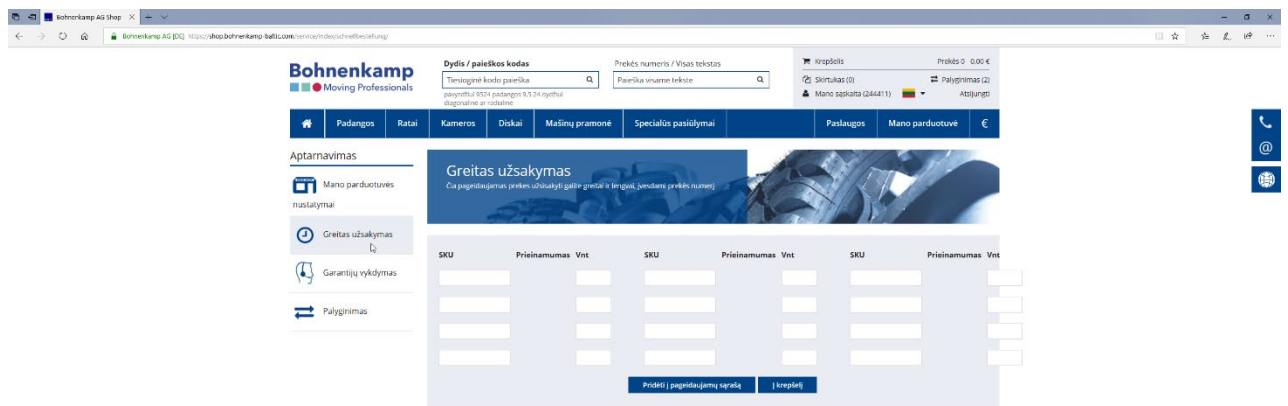 Bohnenkamp AG Shop
Bohnenkamp AG [DE] https://shop.bohnenkamp-baltic.com/service/index/schnellbestellung/
Bohnenkamp
Moving Professionals
Dydis / paieškos kodas
Tiesioginė kodo paieška
pavyzdžiui 9524 padangos 9,5 24 dydžiui
diagonalinė ar radialinė
Prekės numeris / Visas tekstas
Paieška visame tekste
Krepšelis
Prekės 0 0.00 €
Skirtukas (0)
Palyginimas (2)
Mano sąskaita (244411)
Atsijungti
Padangos Ratai Kameros Diskai Mašinų pramonė Specialūs pasiūlymai Paslaugos Mano parduotuvė €
Aptarnavimas
Mano parduotuvės
nustatymai
Greitas užsakymas
Garantijų vykdymas
Palyginimas
Greitas užsakymas
Čia pageidaujamas prekes užsisakyti galite greitai ir lengvai, įvesdami prekės numerį
SKU Prieinamumas Vnt SKU Prieinamumas Vnt SKU Prieinamumas Vnt
Pridėti į pageidaujamų sąrašą
Į krepšelį